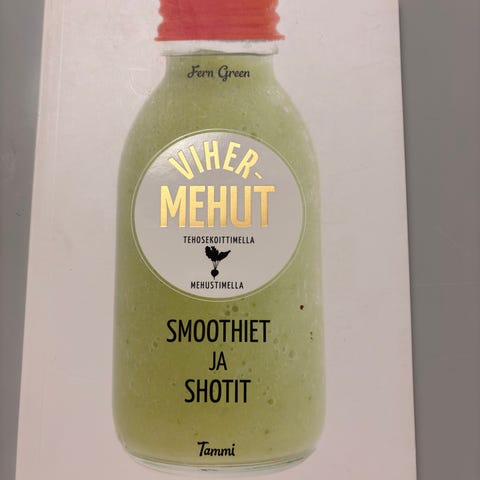 Fern Green
VIHER-
MEHUT
TEHOSEKOITTIMELLA
MEHUSTIMELLA
SMOOTHIET
JA
SHOTIT
Tammi